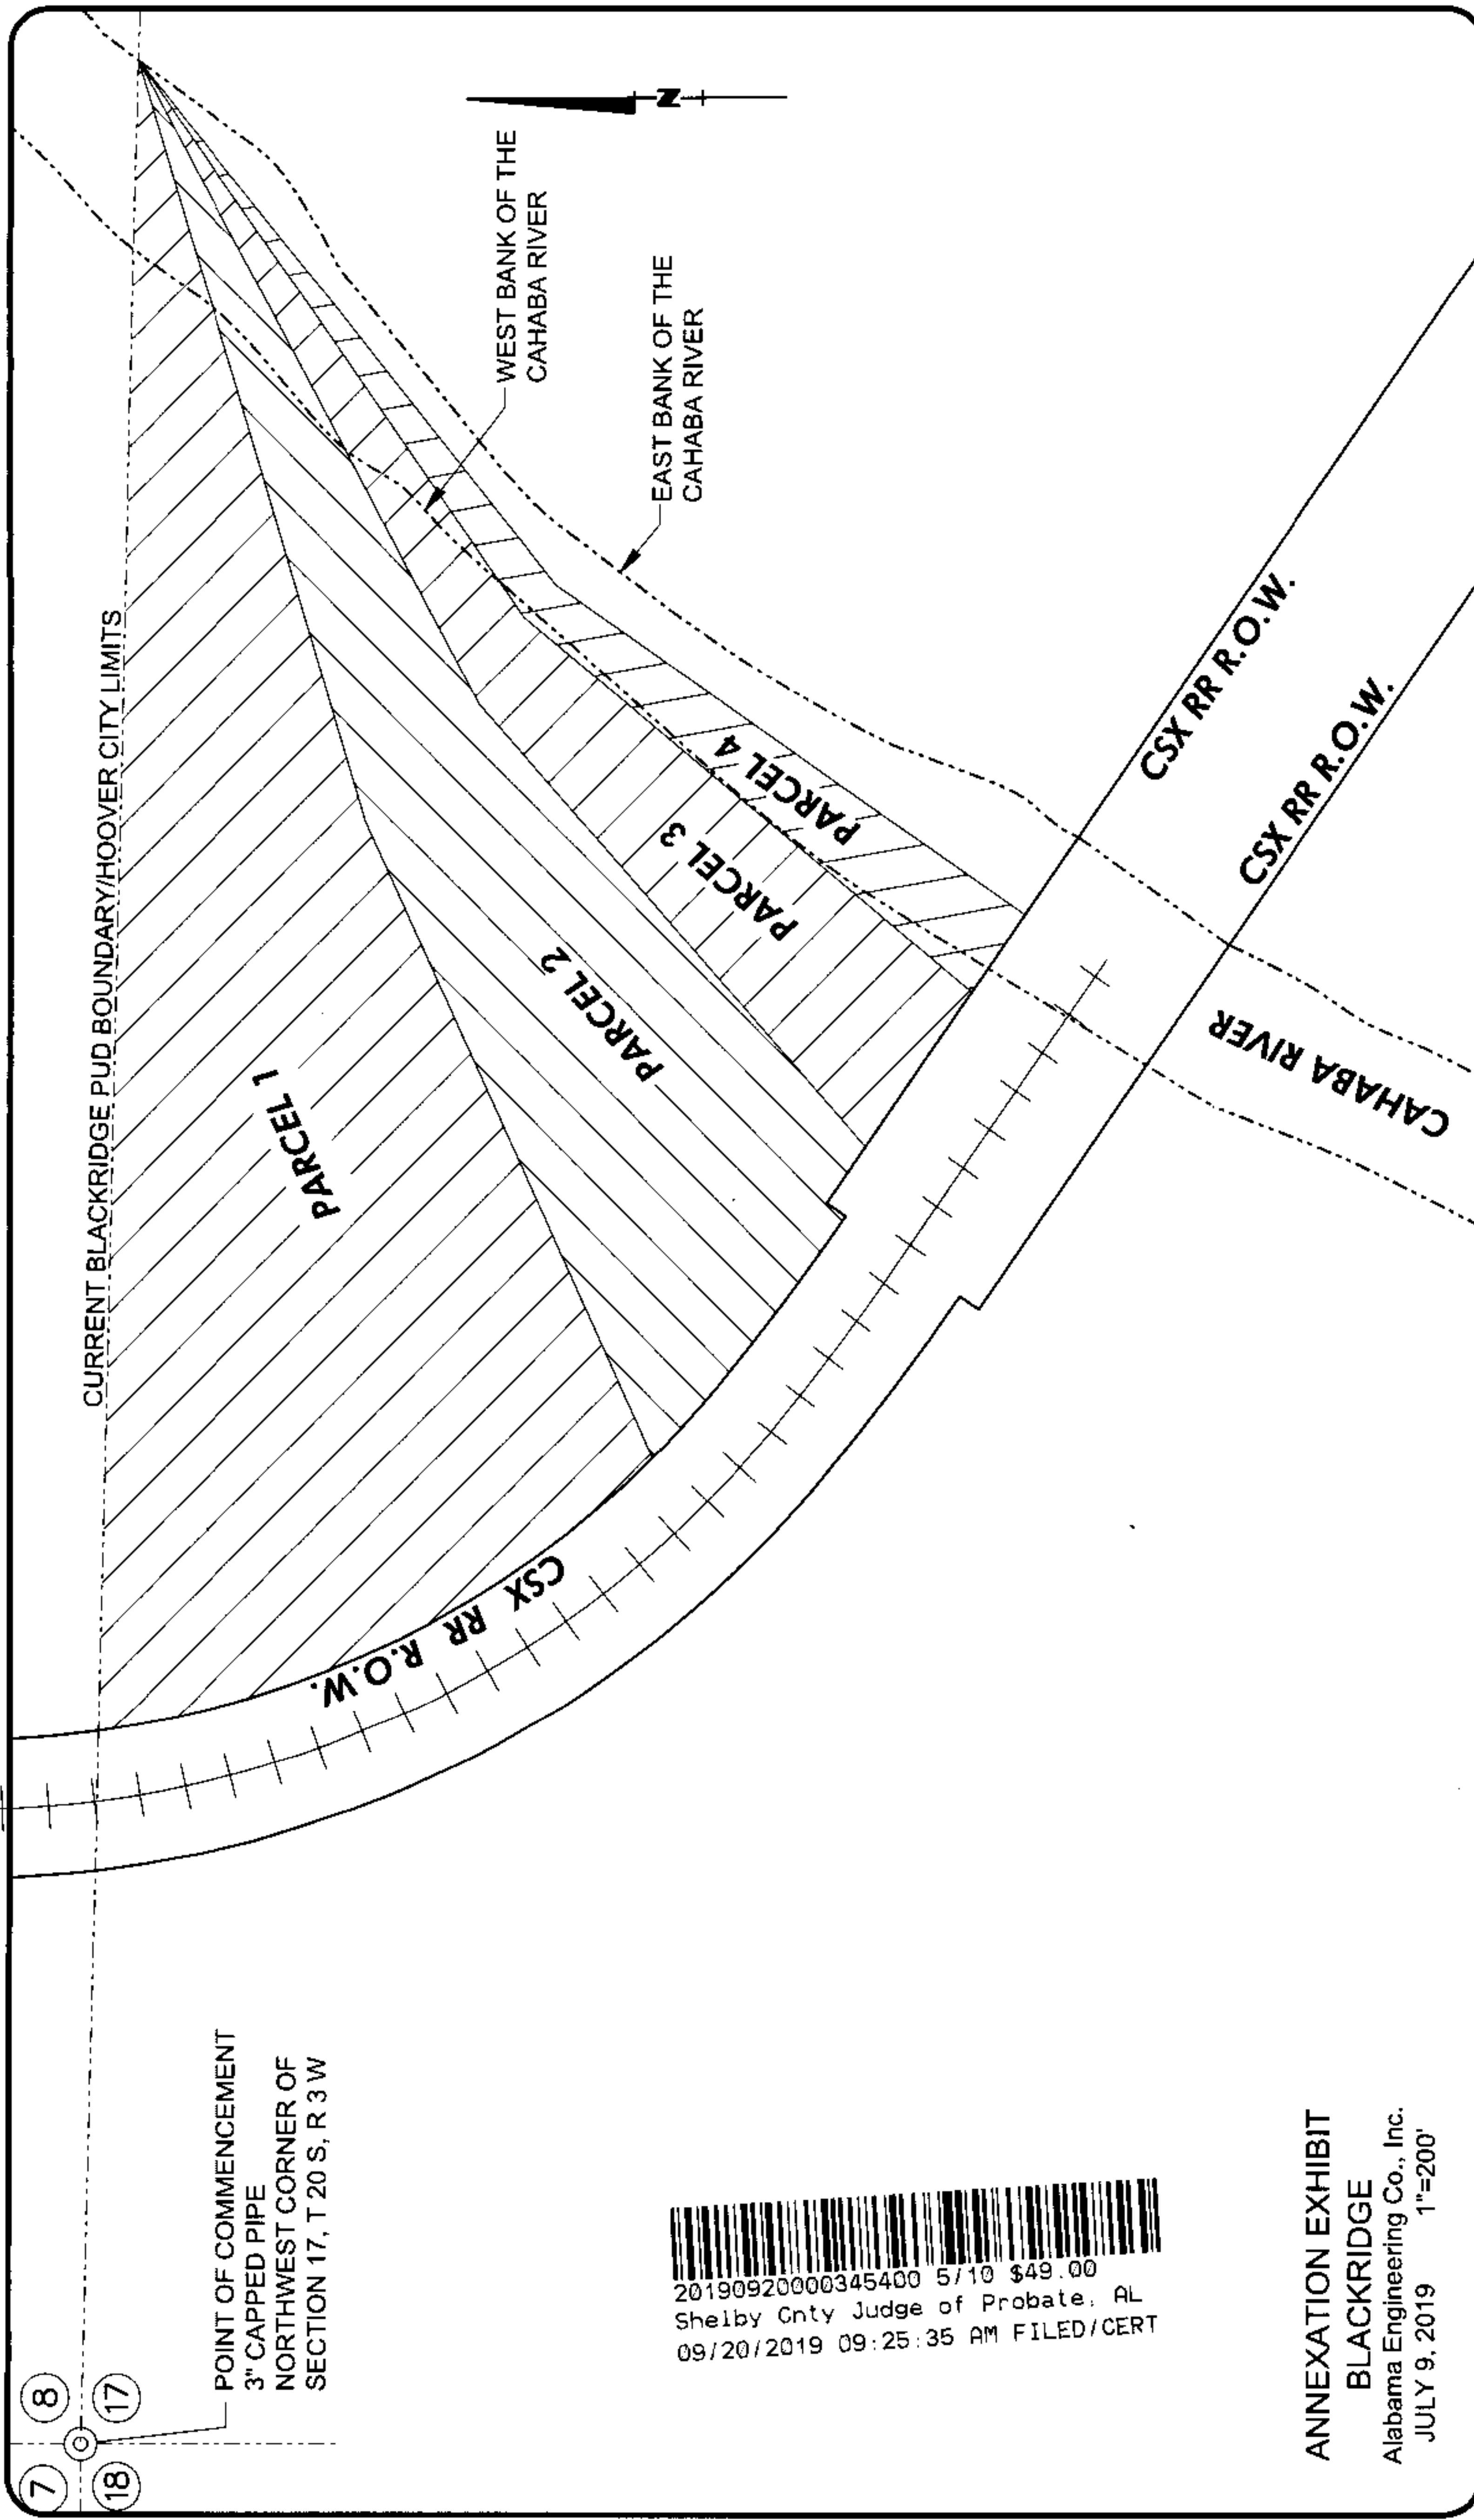 7
8
18
17
POINT OF COMMENCEMENT
3" CAPPED PIPE
NORTHWEST CORNER OF
SECTION 17, T 20 S, R 3 W
CURRENT BLACKRIDGE PUD BOUNDARY/HOOVER CITY LIMITS
PARCEL 1
PARCEL 2
PARCEL 3
PARCEL 4
CSX RR R.O.W.
N
WEST BANK OF THE
CAHABA RIVER
EAST BANK OF THE
CAHABA RIVER
CSX RR R.O.W.
CSX RR R.O.W.
CAHABA RIVER
20190920000345400 5/10 $49.00
Shelby Cnty Judge of Probate, AL
09/20/2019 09:25:35 AM FILED/CERT
ANNEXATION EXHIBIT
BLACKRIDGE
Alabama Engineering Co., Inc.
JULY 9, 2019 1"=200'